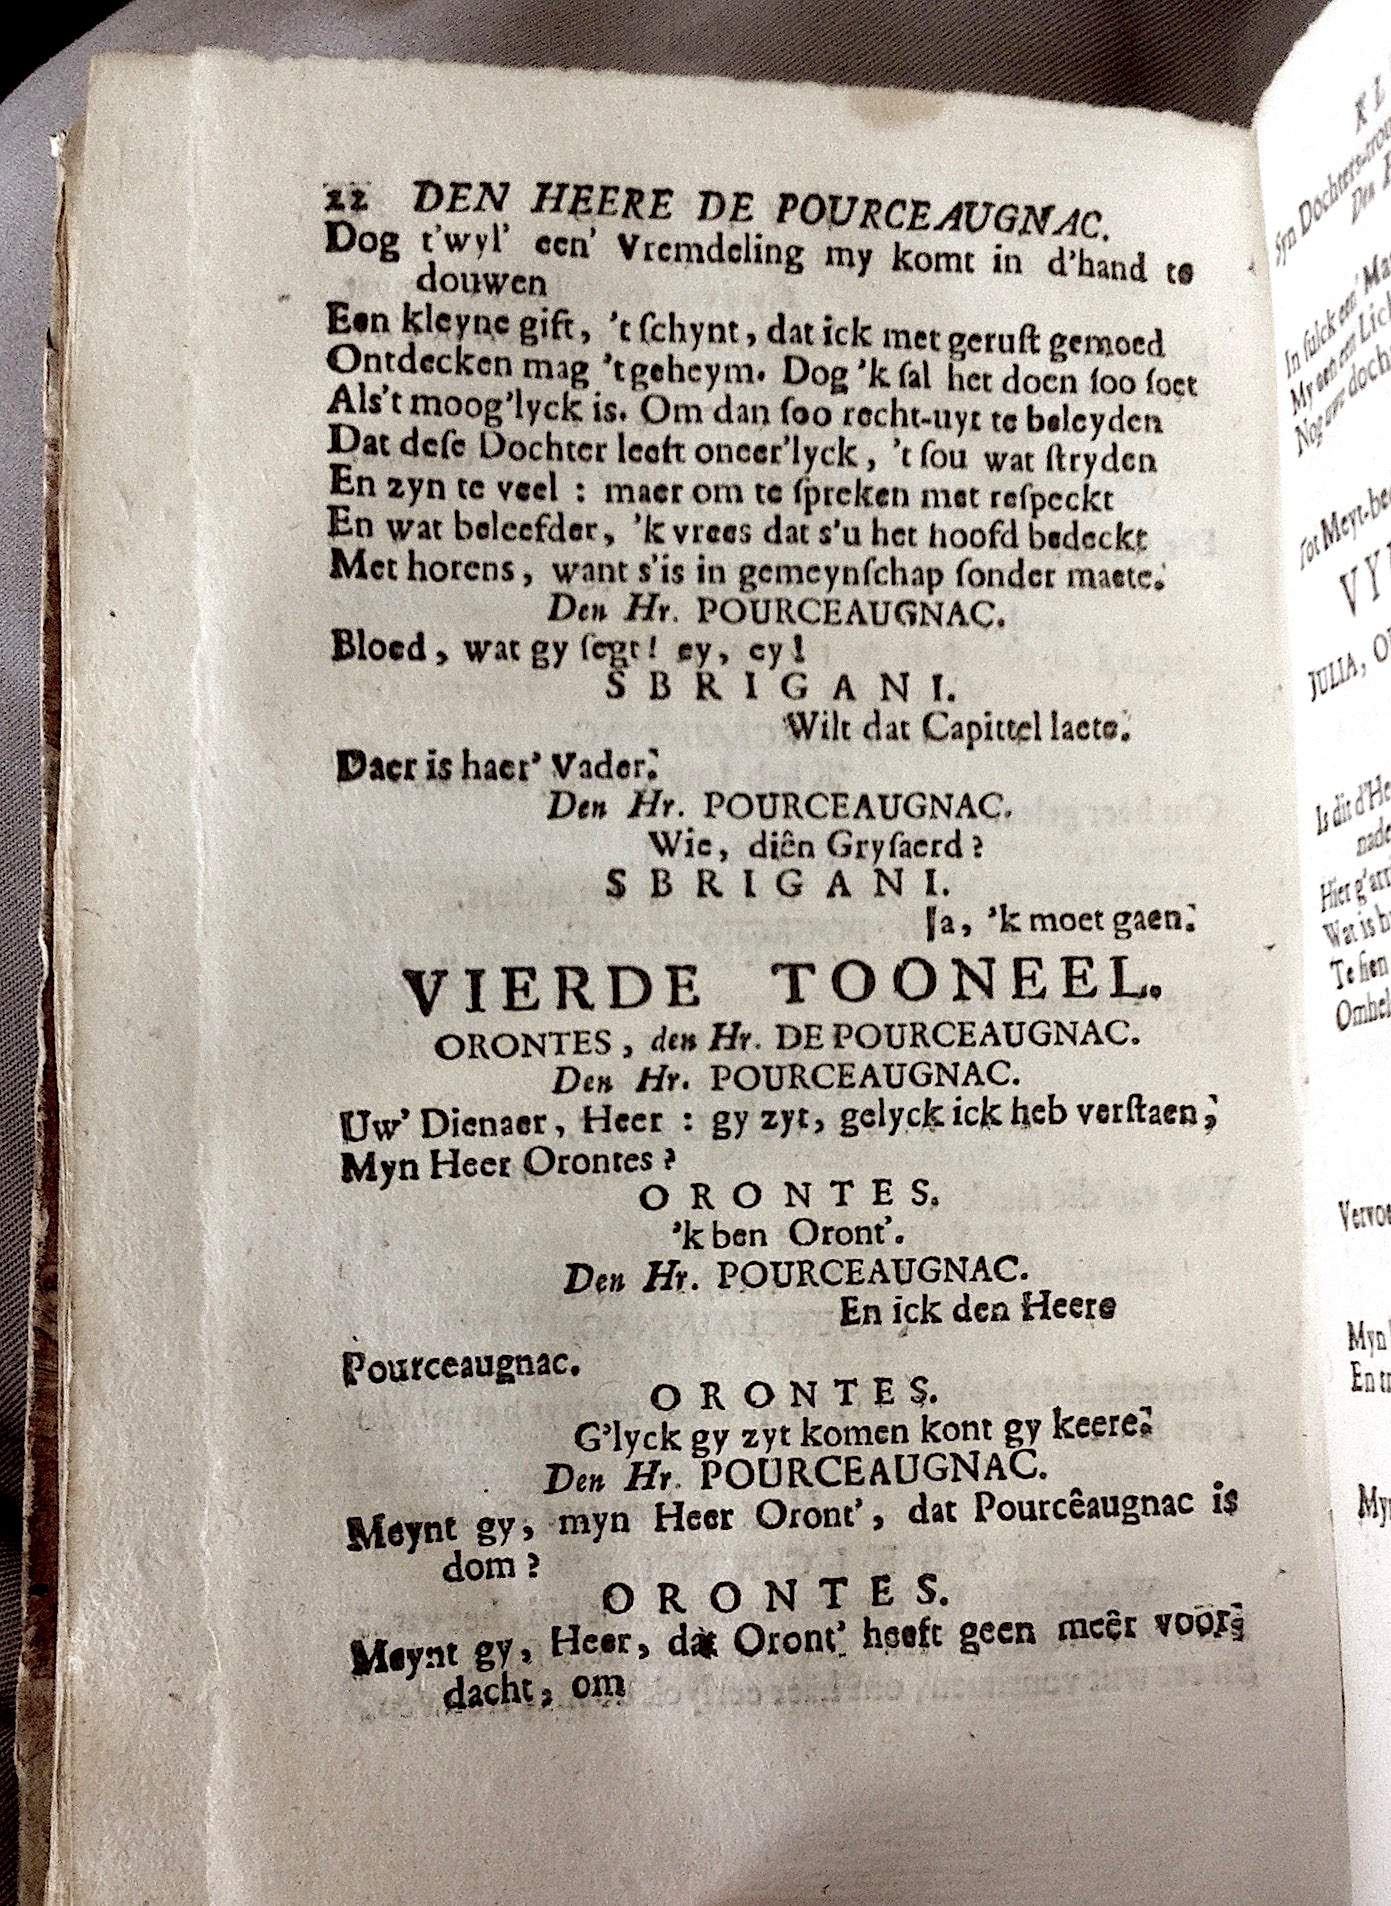 22 DEN HEERE DE POURCEAUGNAC.
Dog t'wyl' een' Vremdeling my komt in d'hand te
douwen
Een kleyne gift, 't ſchynt, dat ick met geruſt gemoed
Ontdecken mag 't geheym. Dog 'k ſal het doen ſoo ſoet
Als't moog'lyck is. Om dan ſoo recht-uyt te beleyden
Dat deſe Dochter leeft oneer'lyck, 't ſou wat ſtryden
En zyn te veel : maer om te ſpreken met reſpeckt
En wat beleefder, 'k vrees dat s'u het hoofd bedeckt
Met horens, want s'is in gemeynſchap ſonder maete.
Den Hr. POURCEAUGNAC.
Bloed, wat gy ſegt! ey, ey!
SBRIGANI.
Wilt dat Capittel laete.
Daer is haer' Vader.
Den Hr. POURCEAUGNAC.
Wie, diên Gryſaerd?
SBRIGANI.
Ja, 'k moet gaen.
VIERDE TOONEEL.
ORONTES, den Hr. DE POURCEAUGNAC.
Den Hr. POURCEAUGNAC.
Uw' Dienaer, Heer : gy zyt, gelyck ick heb verſtaen,
Myn Heer Orontes?
ORONTES.
'k ben Oront'.
Den Hr. POURCEAUGNAC.
En ick den Heere
Pourceaugnac.
ORONTES.
G'lyck gy zyt komen kont gy keere.
Den Hr. POURCEAUGNAC.
Meynt gy, myn Heer Oront', dat Pourcêaugnac is
dom?
ORONTES.
Meynt gy, Heer, dat Oront' heeft geen meêr voor-
dacht, om